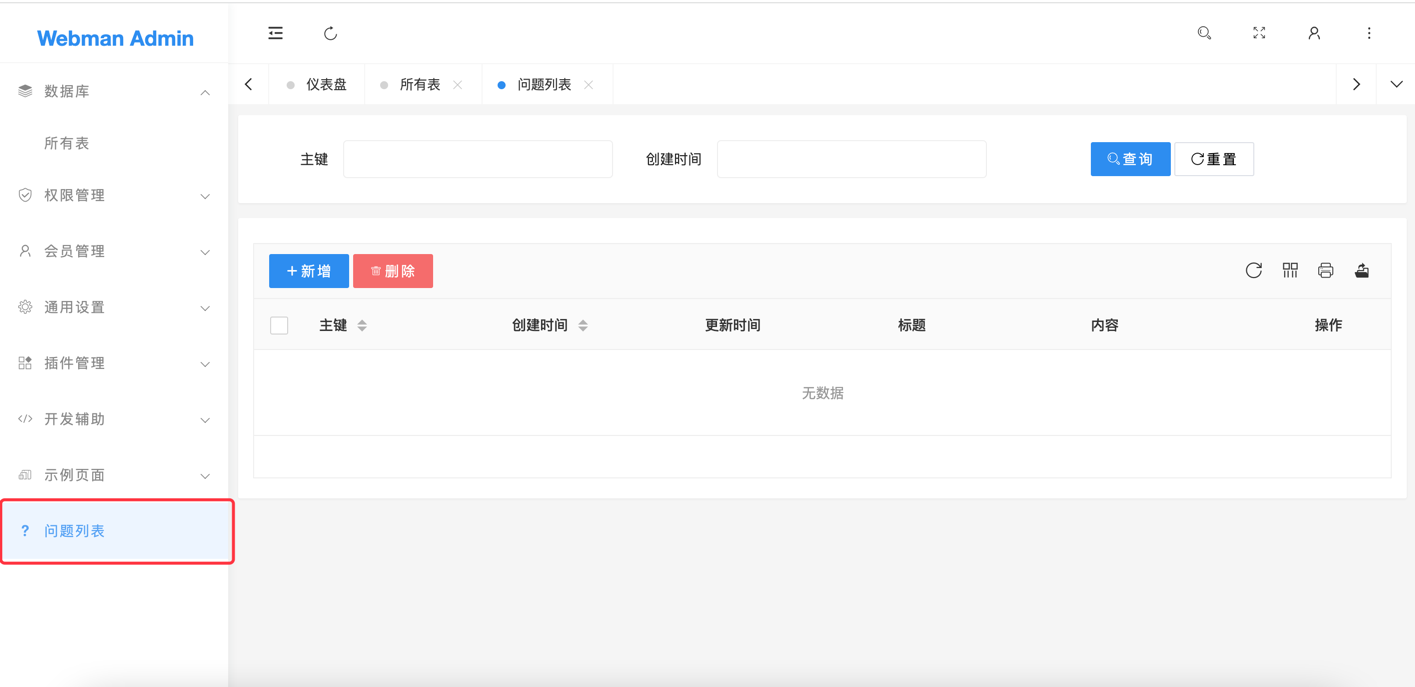 Webman Admin
数据库
所有表
权限管理
会员管理
通用设置
插件管理
开发辅助
示例页面
? 问题列表
仪表盘 所有表 问题列表
主键 创建时间 查询 重置
新增 删除
主键 创建时间 更新时间 标题 内容 操作
无数据